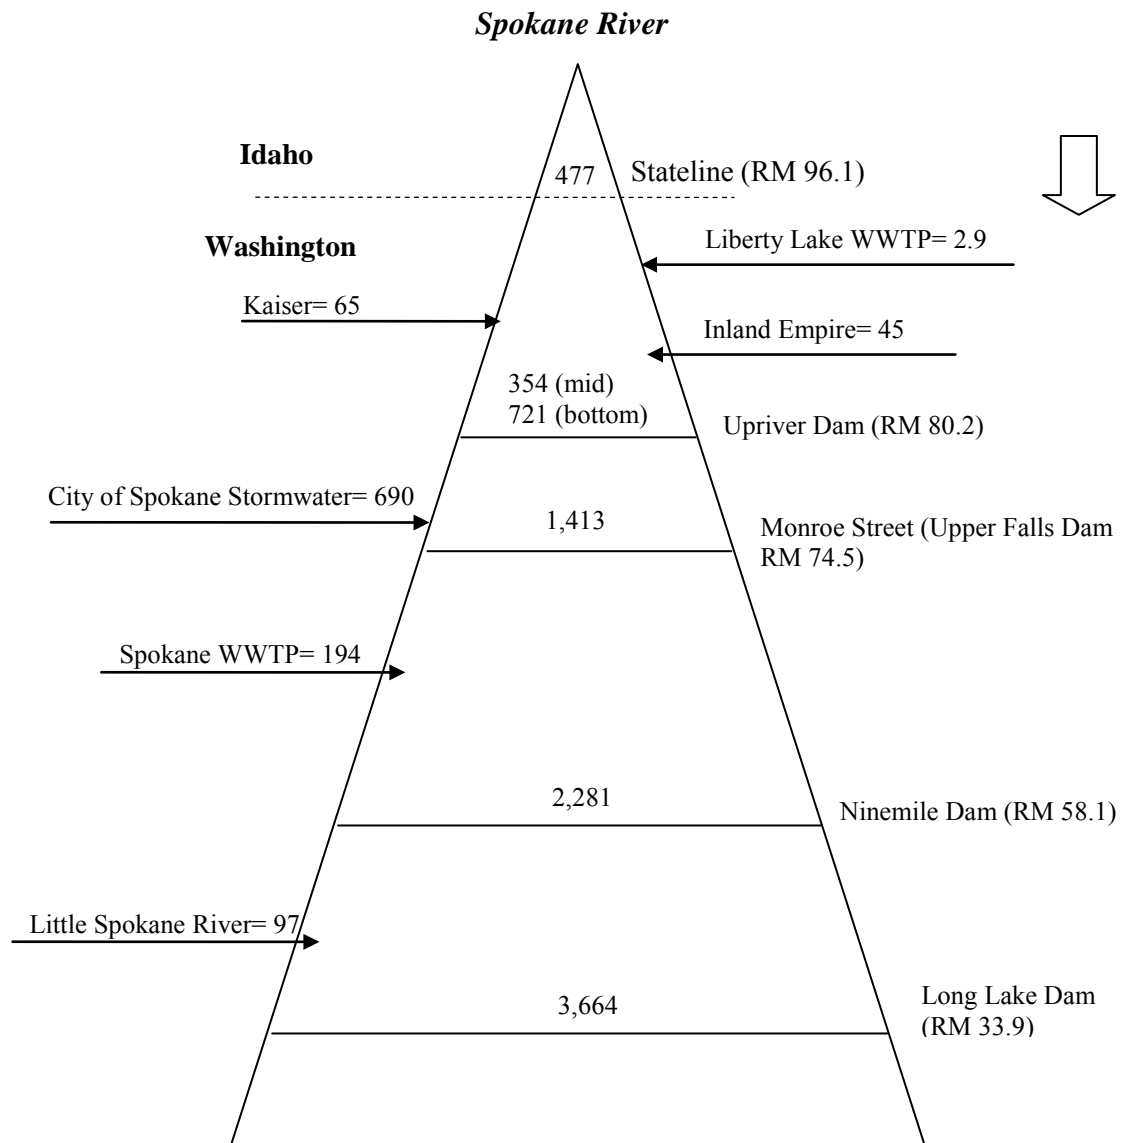 Spokane River
Idaho
477
Stateline (RM 96.1)
Washington
Liberty Lake WWTP= 2.9
Kaiser= 65
Inland Empire= 45
354 (mid)
721 (bottom)
Upriver Dam (RM 80.2)
City of Spokane Stormwater= 690
1,413
Monroe Street (Upper Falls Dam
RM 74.5)
Spokane WWTP= 194
2,281
Ninemile Dam (RM 58.1)
Little Spokane River= 97
3,664
Long Lake Dam
(RM 33.9)